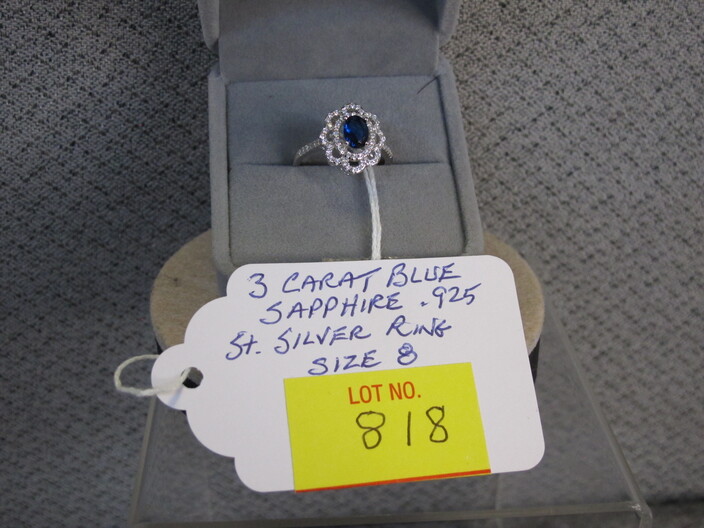 3 CARAT BLUE
SAPPHIRE .925
St. SILVER RING
SIZE 8
LOT NO.
818